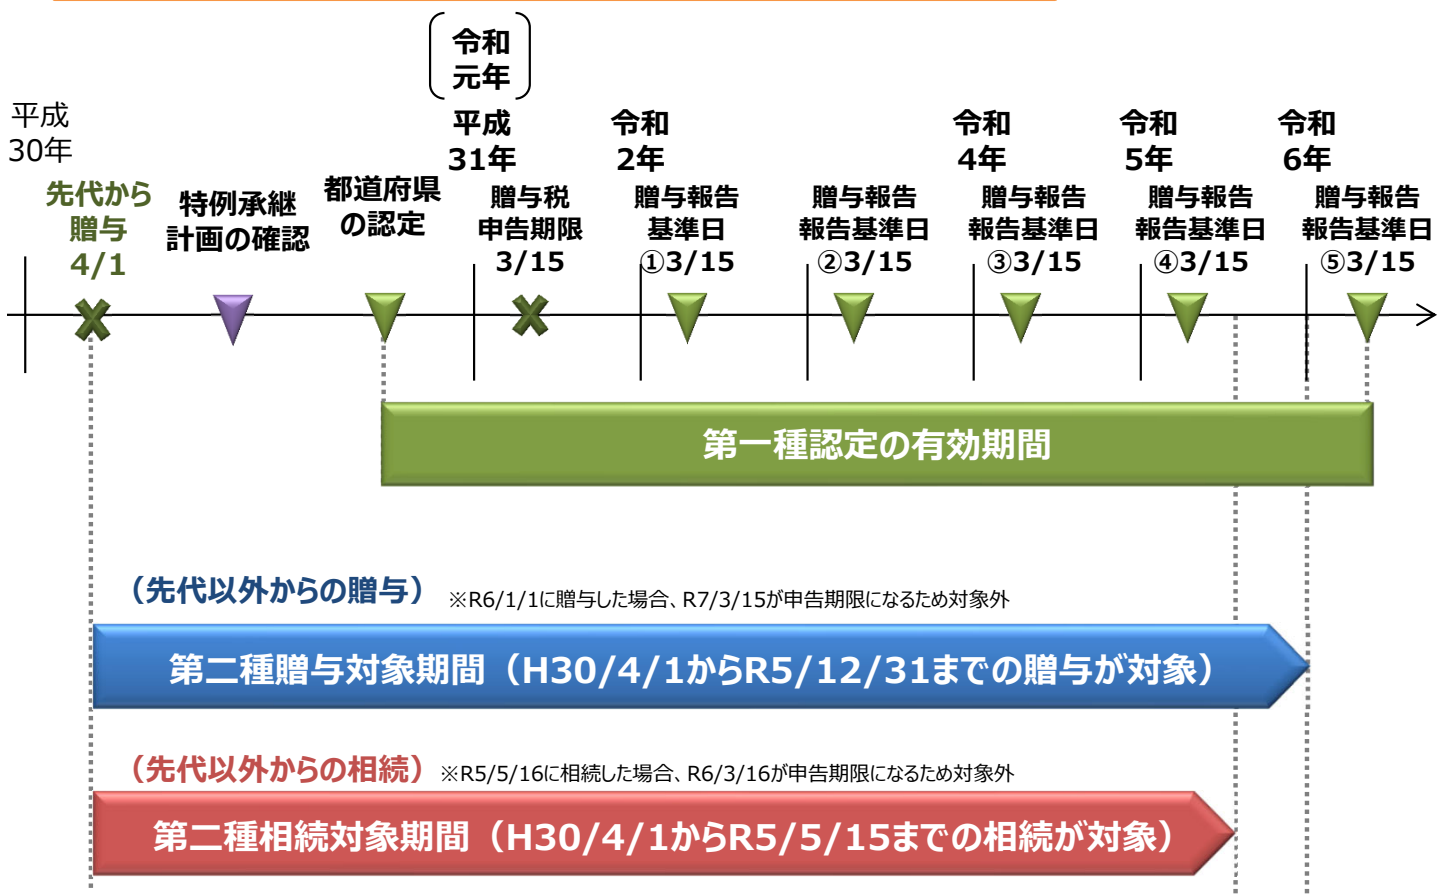 令和
元年
平成
30年
平成
31年
令和
2年
令和
4年
令和
5年
令和
6年
先代から
贈与
4/1
特例承継
計画の確認
都道府県
の認定
贈与税
申告期限
3/15
贈与報告
基準日
①3/15
贈与報告
報告基準日
②3/15
贈与報告
報告基準日
③3/15
贈与報告
報告基準日
④3/15
贈与報告
報告基準日
⑤3/15
第一種認定の有効期間
（先代以外からの贈与） ※R6/1/1に贈与した場合、R7/3/15が申告期限になるため対象外
第二種贈与対象期間（H30/4/1からR5/12/31までの贈与が対象）
（先代以外からの相続） ※R5/5/16に相続した場合、R6/3/16が申告期限になるため対象外
第二種相続対象期間（H30/4/1からR5/5/15までの相続が対象）